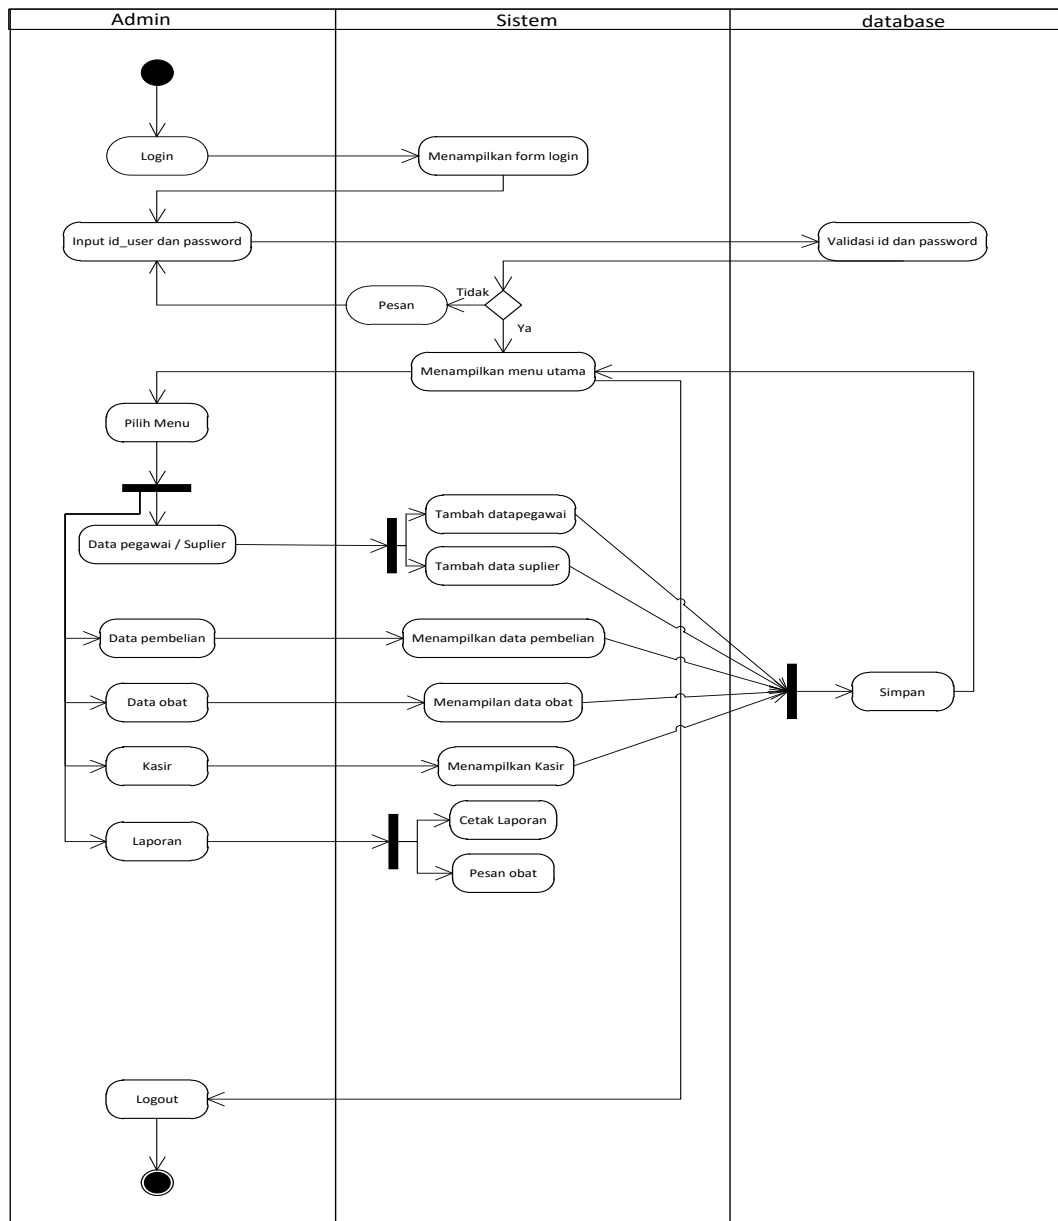 Admin
Sistem
database
Login
Menampilkan form login
Input id_user dan password
Validasi id dan password
Tidak
Pesan
Ya
Menampilkan menu utama
Pilih Menu
Tambah datapegawai
Data pegawai / Suplier
Tambah data suplier
Data pembelian
Menampilkan data pembelian
Simpan
Data obat
Menampilan data obat
Kasir
Menampilkan Kasir
Cetak Laporan
Laporan
Pesan obat
Logout